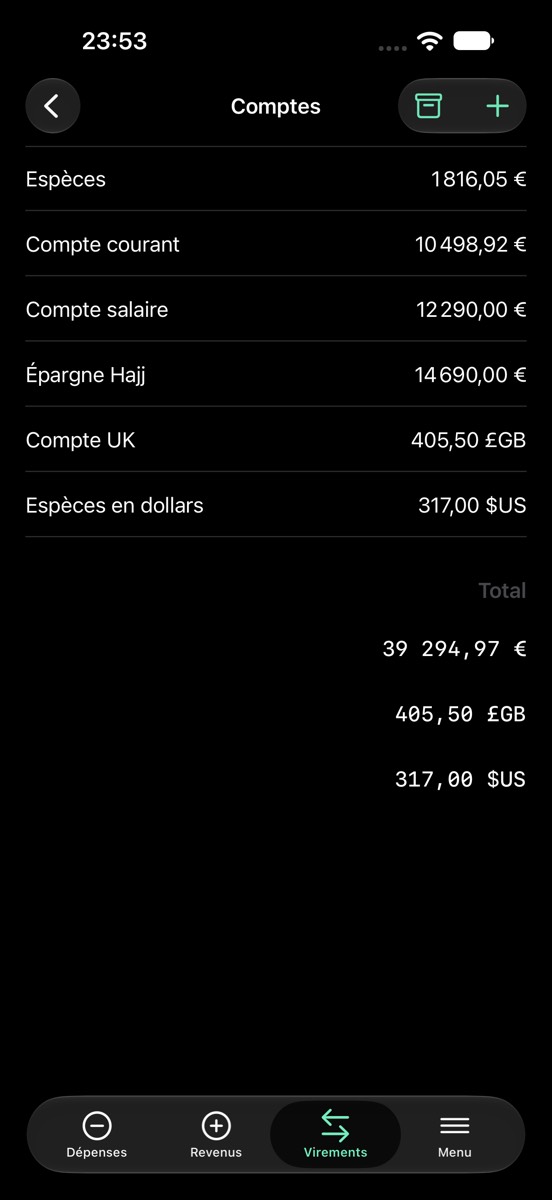 23:53
Comptes
Espèces 1 816,05 €
Compte courant 10 498,92 €
Compte salaire 12 290,00 €
Épargne Hajj 14 690,00 €
Compte UK 405,50 £GB
Espèces en dollars 317,00 $US
Total
39 294,97 €
405,50 £GB
317,00 $US
Dépenses Revenus Virements Menu